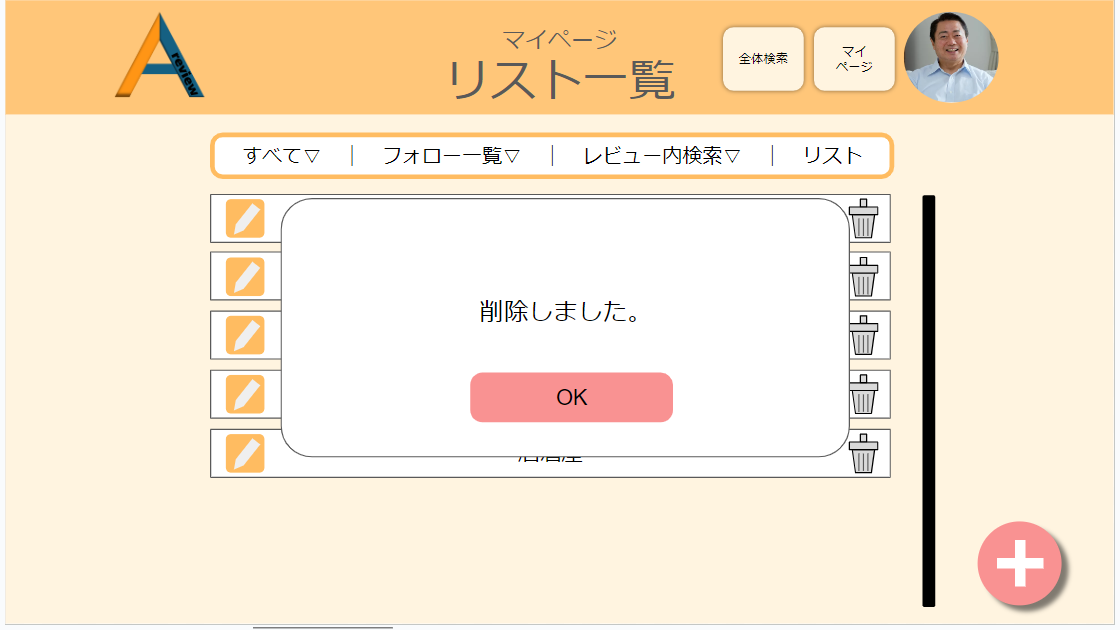 review
マイページ
リスト一覧
全体検索
マイ
ページ
すべて▽ | フォロー一覧▽ | レビュー内検索▽ | リスト
削除しました。
OK